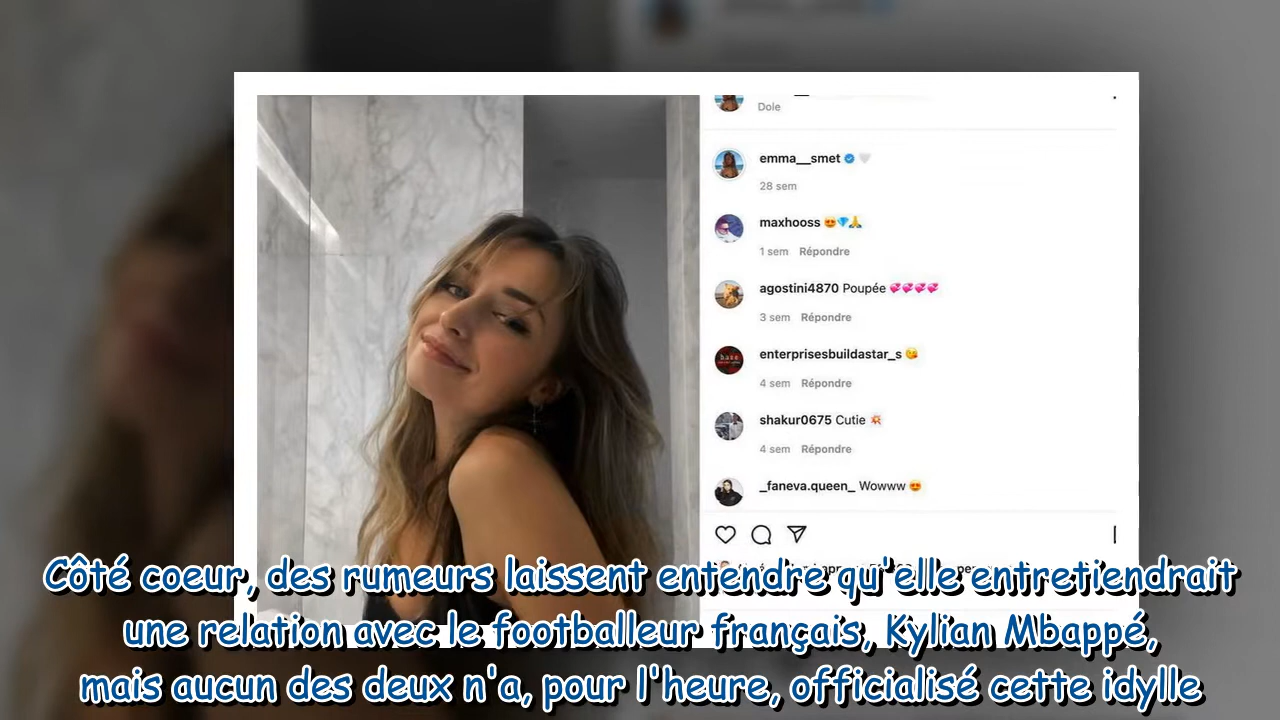 Dole
emma__smet
28 sem
maxhooss
1 sem Répondre
agostini4870 Poupée
3 sem Répondre
enterprisesbuildastar_s
base
4 sem Répondre
shakur0675 Cutie
4 sem Répondre
_faneva.queen_ Wowww
Côté coeur, des rumeurs laissent entendre qu'elle entretiendrait
une relation avec le footballeur français, Kylian Mbappé,
mais aucun des deux n'a, pour l'heure, officialisé cette idylle